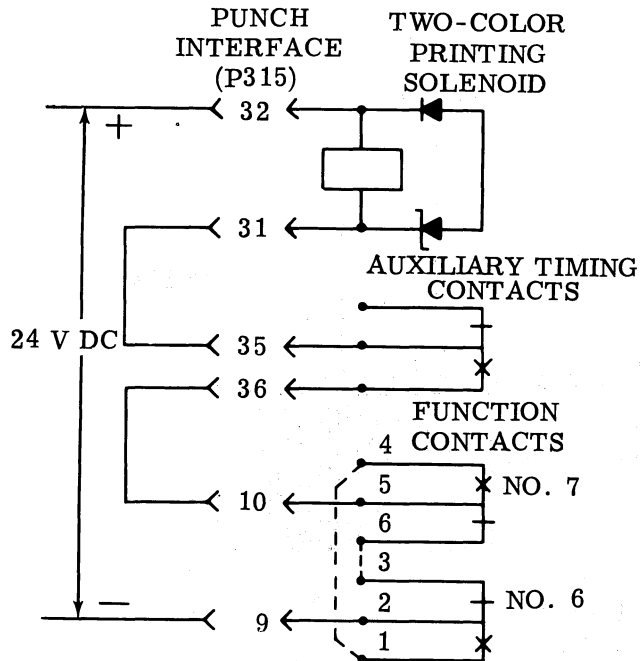 PUNCH
INTERFACE
(P315)
TWO-COLOR
PRINTING
SOLENOID
32
+
31
AUXILIARY TIMING
CONTACTS
24 V DC
35
36
FUNCTION
CONTACTS
4
5
NO. 7
10
6
3
2
NO. 6
—
9
1